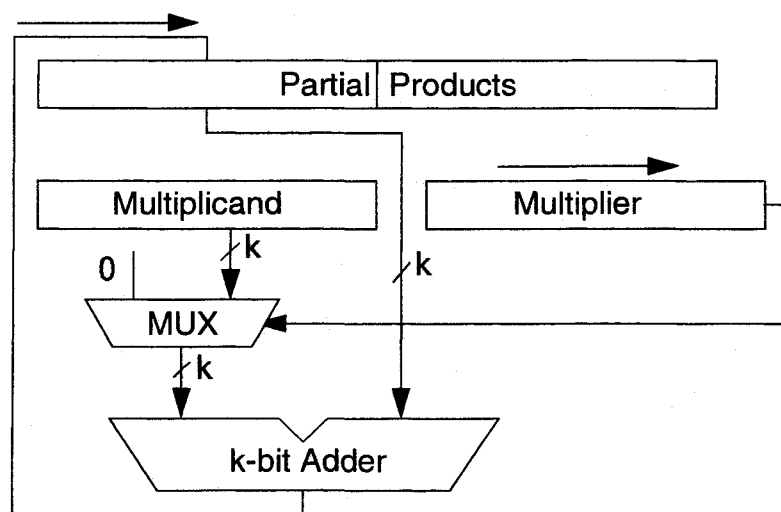 Partial Products
Multiplicand
Multiplier
k
0
k
MUX
k
k-bit Adder